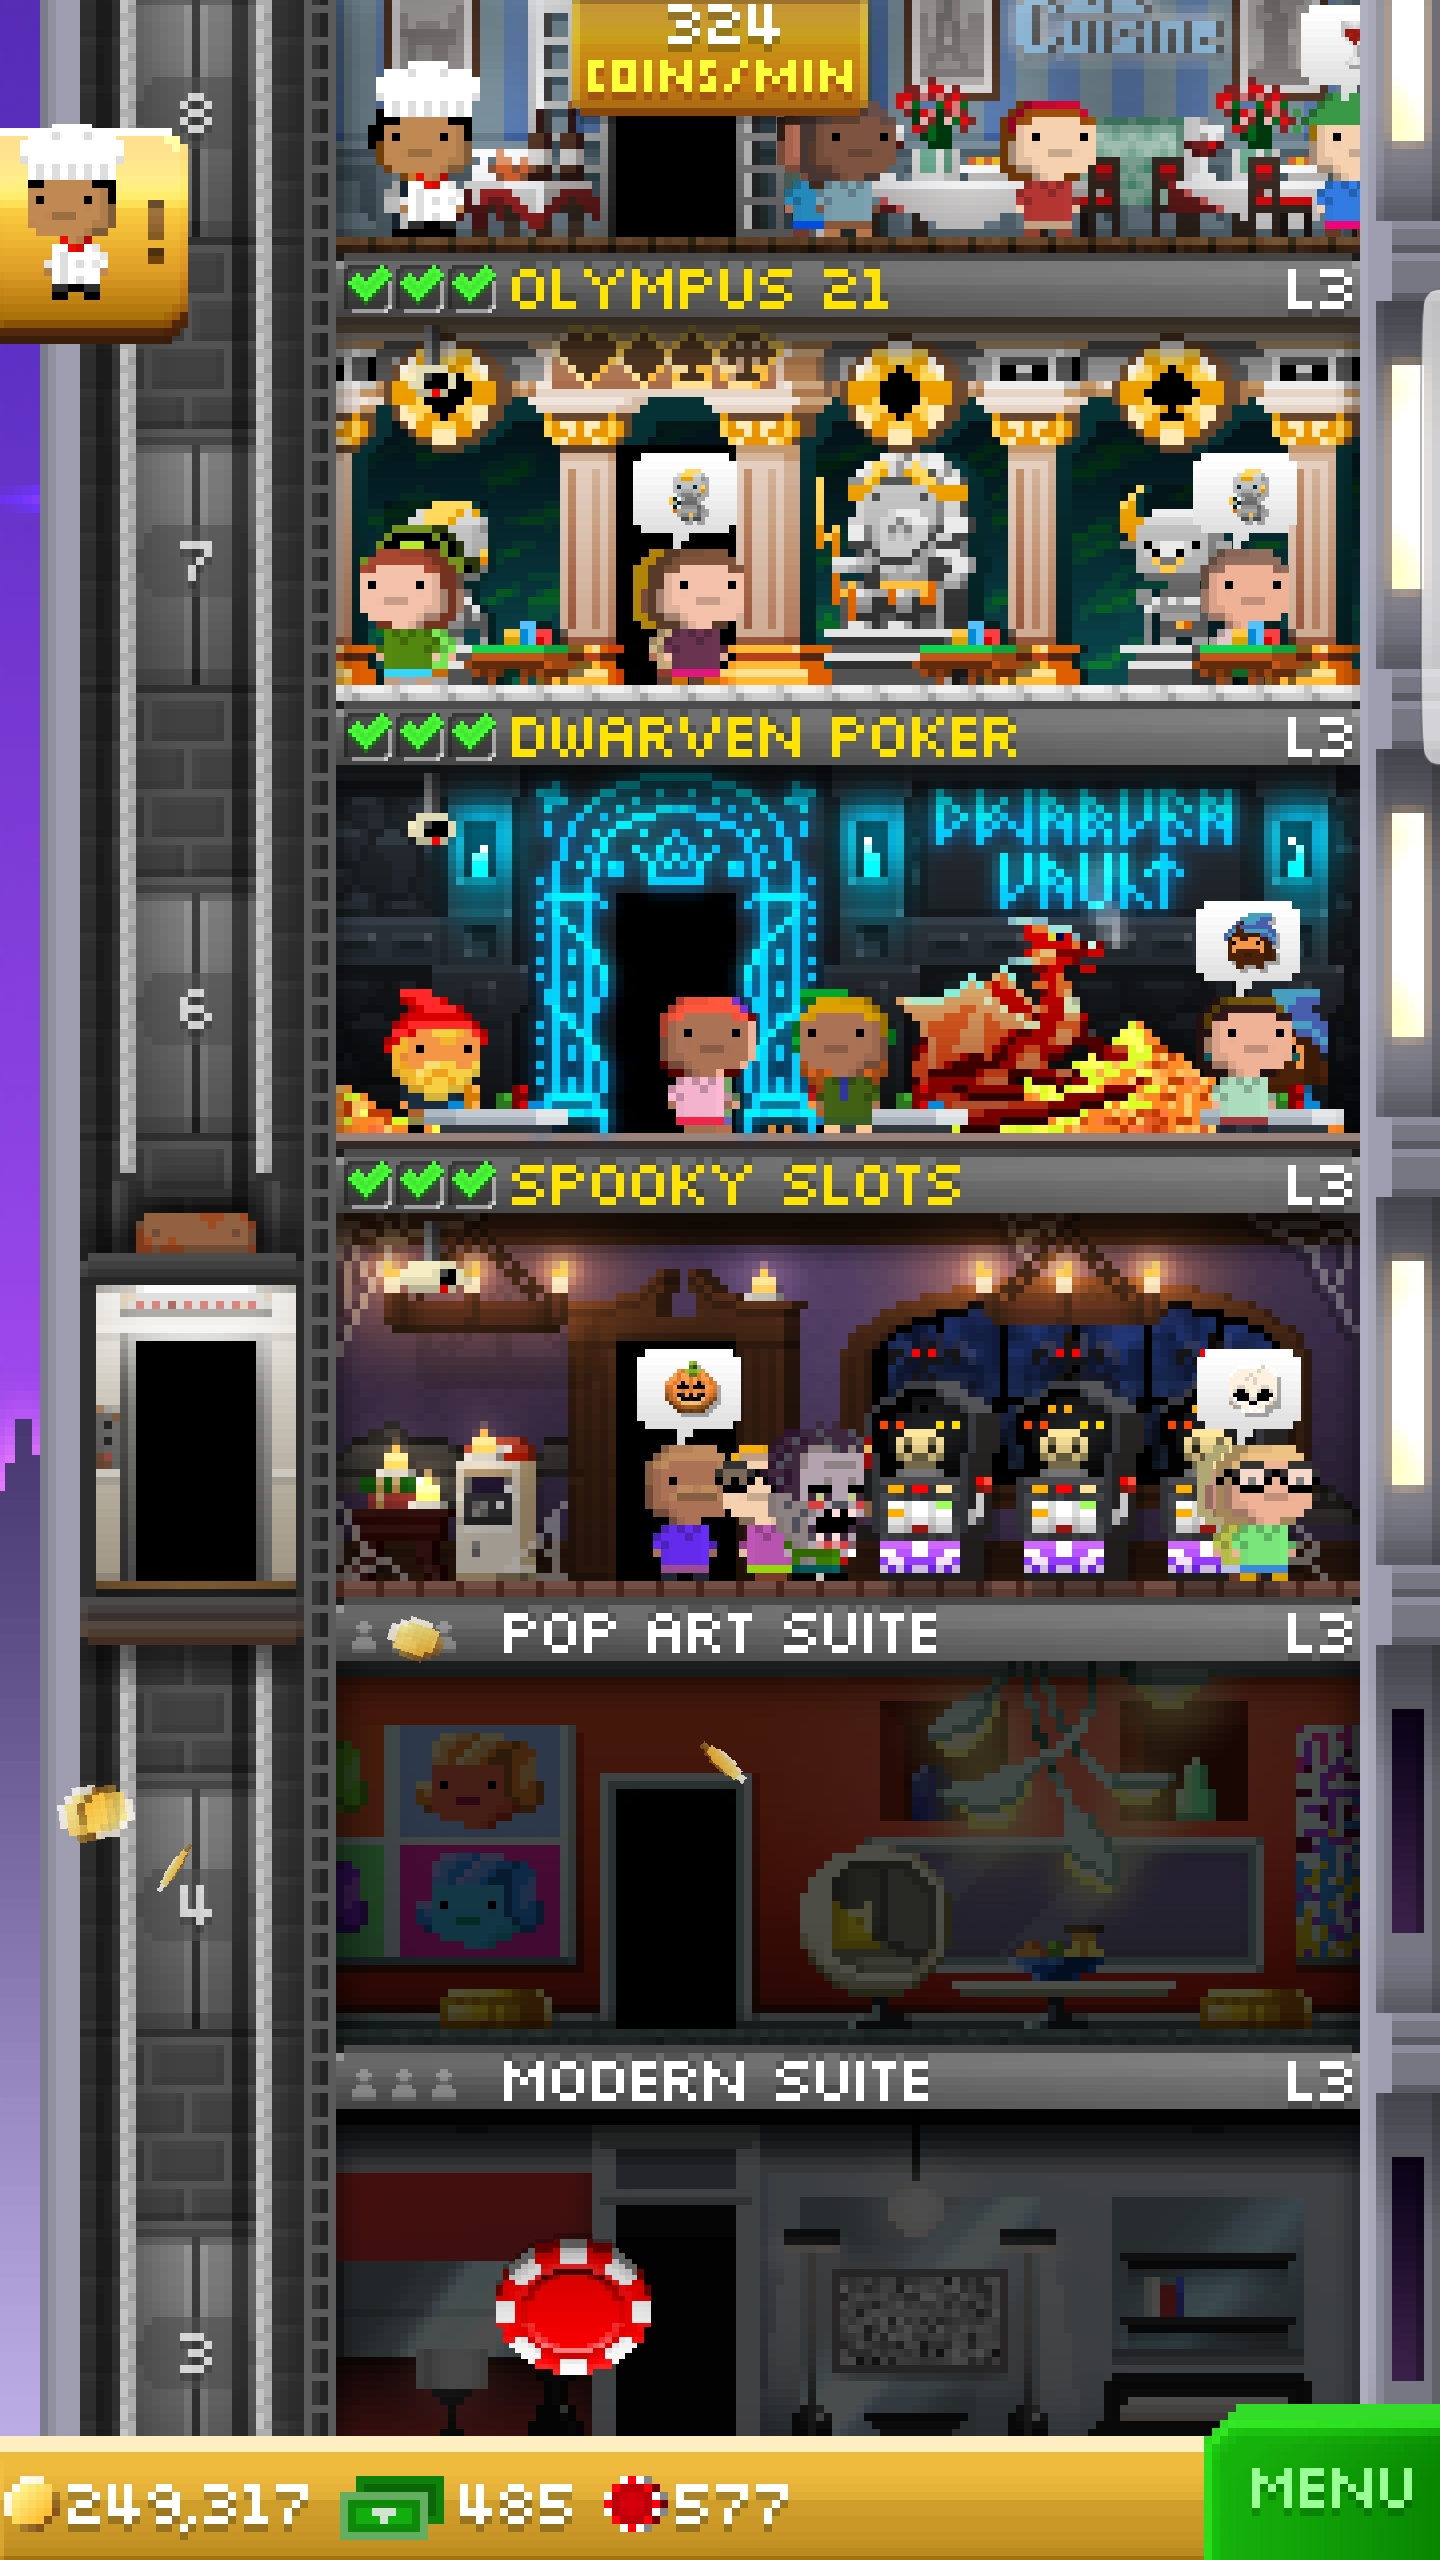 324
COINS/MIN
Cuisine
8
OLYMPUS 21 L3
7
DWARVEN POKER L3
DWARVEN
VAULT
6
SPOOKY SLOTS L3
POP ART SUITE L3
4
MODERN SUITE L3
3
249,317 485 577
MENU